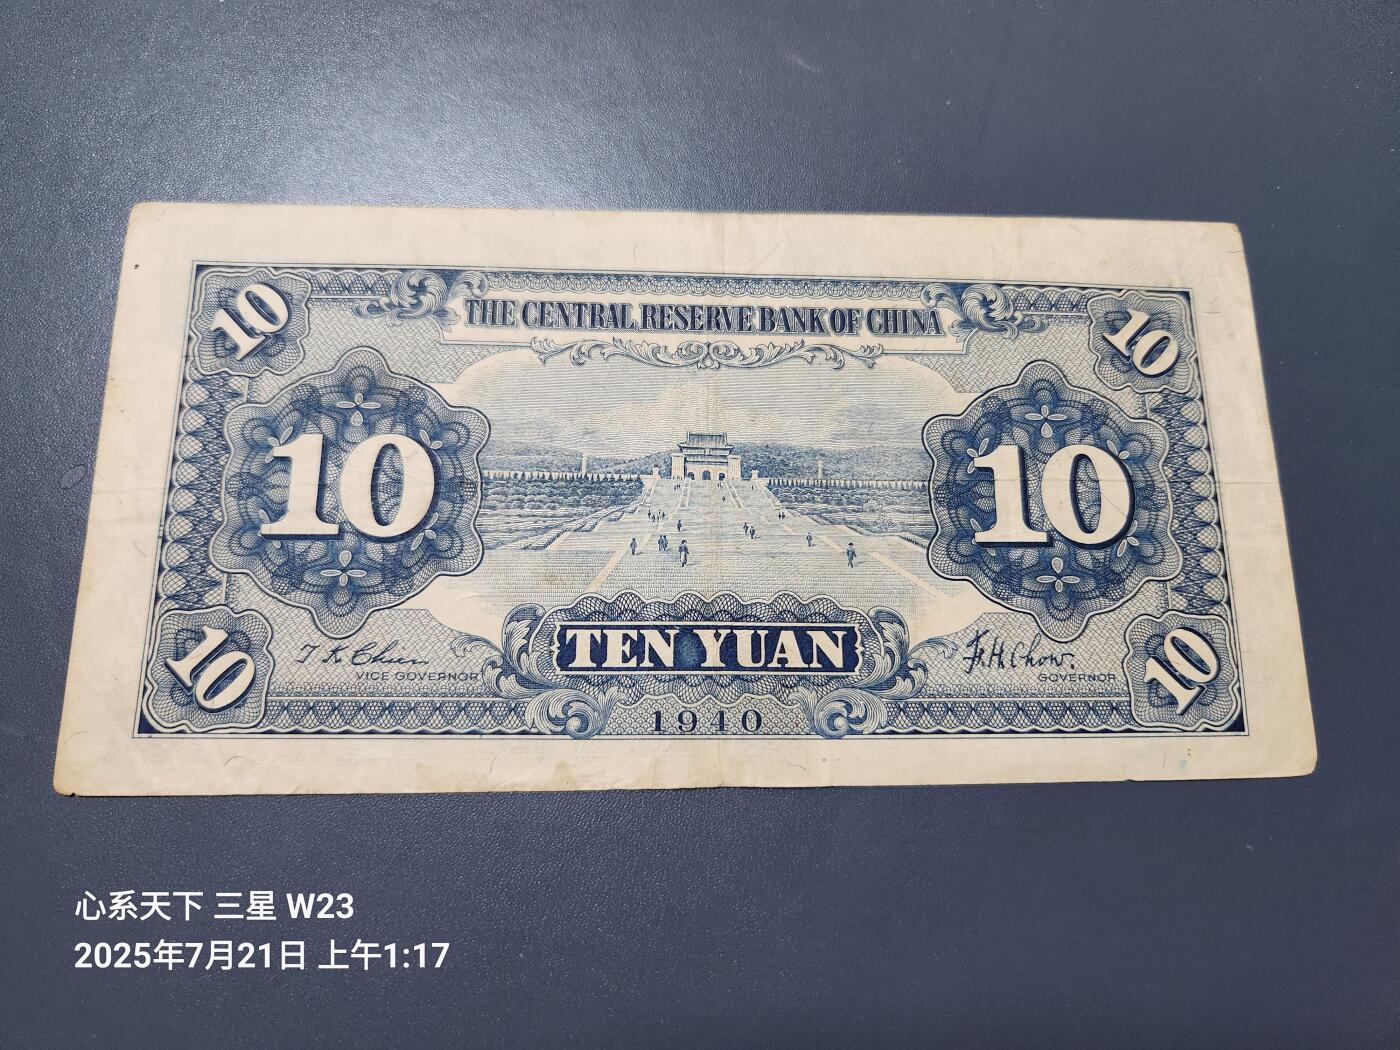 10 10
THE CENTRAL RESERVE BANK OF CHINA
10 10
TEN YUAN
T K Chien
VICE GOVERNOR
F.H.Chow.
GOVERNOR
10 10
1940
心系天下 三星 W23
2025年7月21日 上午1:17